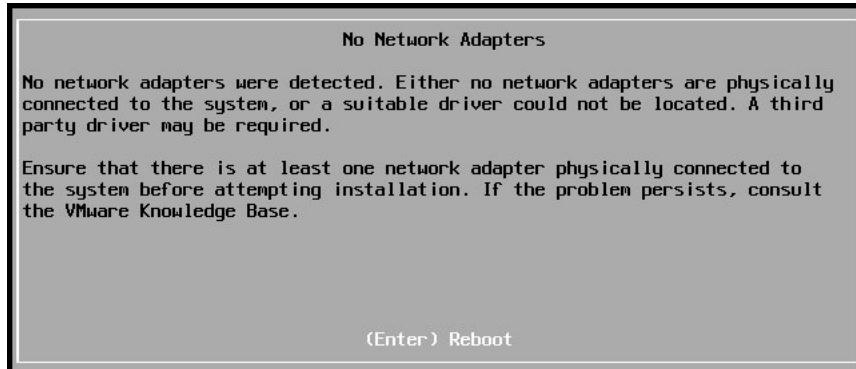 No Network Adapters
No network adapters were detected. Either no network adapters are physically
connected to the system, or a suitable driver could not be located. A third
party driver may be required.
Ensure that there is at least one network adapter physically connected to
the system before attempting installation. If the problem persists, consult
the VMware Knowledge Base.
(Enter) Reboot